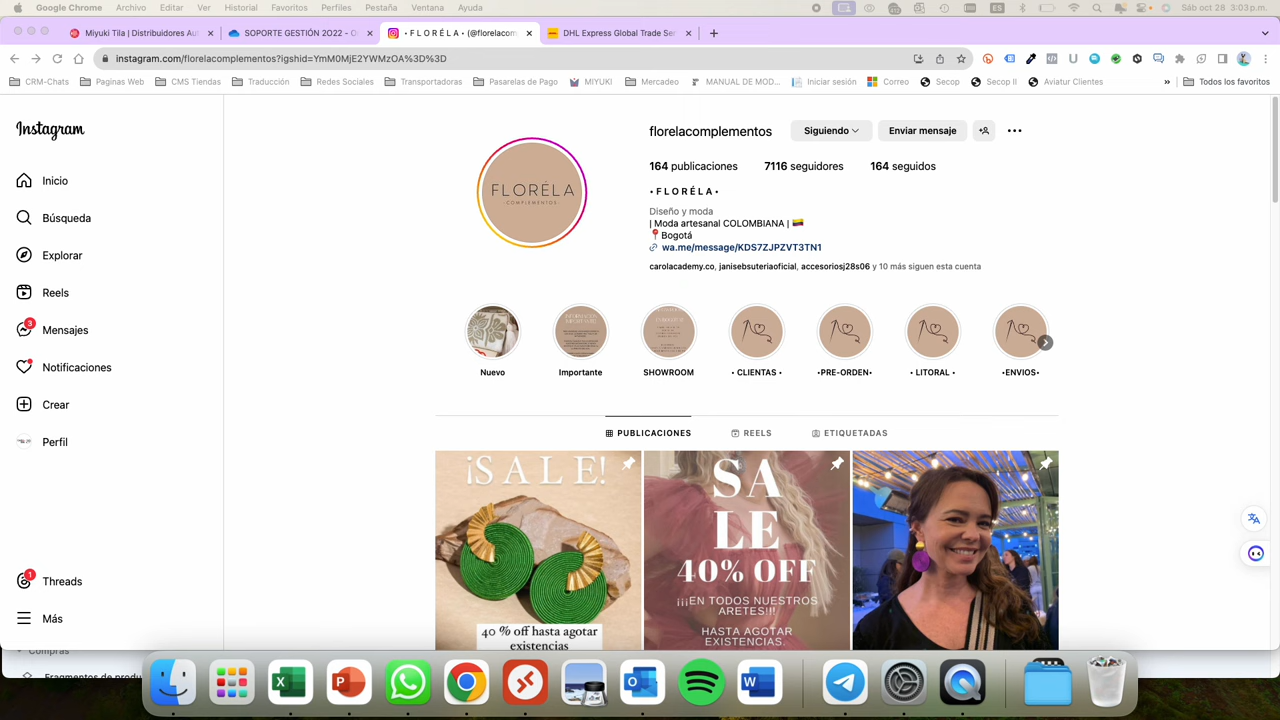 Google Chrome Archivo Editar Ver Historial Favoritos Perfiles Pestaña Ventana Ayuda ES Sáb oct. 28 3:03 p.m.
Miyuki Tila | Distribuidores Au SOPORTE GESTIÓN 2022 - O • F L O R É L A • (@florelacom DHL Express Global Trade Ser
instagram.com/florelacomplementos?igshid=YmM0MjE2YWMzOA%3D%3D
CRM-Chats Paginas Web CMS Tiendas Traducción Redes Sociales Transportadoras Pasarelas de Pago MIYUKI Mercadeo MANUAL DE MOD... Iniciar sesión Correo Secop Secop II Aviatur Clientes » Todos los favoritos
Instagram
Inicio
Búsqueda
Explorar
Reels
3
Mensajes
Notificaciones
Crear
Perfil
1
Threads
Más
FLORÉLA
COMPLEMENTOS
florelacomplementos Siguiendo Enviar mensaje
164 publicaciones 7116 seguidores 164 seguidos
• F L O R É L A •
Diseño y moda
| Moda artesanal COLOMBIANA | 🇨🇴
📍Bogotá
wa.me/message/KDS7ZJPZVT3TN1
carolacademy.co, janisebsuteriaoficial, accesoriosj28s06 y 10 más siguen esta cuenta
Nuevo Importante SHOWROOM • CLIENTAS • •PRE-ORDEN• • LITORAL • •ENVIOS•
PUBLICACIONES REELS ETIQUETADAS
¡SALE!
40 % off hasta agotar
existencias
SA
LE
40% OFF
¡¡¡EN TODOS NUESTROS
ARETES!!!
HASTA AGOTAR
EXISTENCIAS.
Compras
Fragmentos de produ